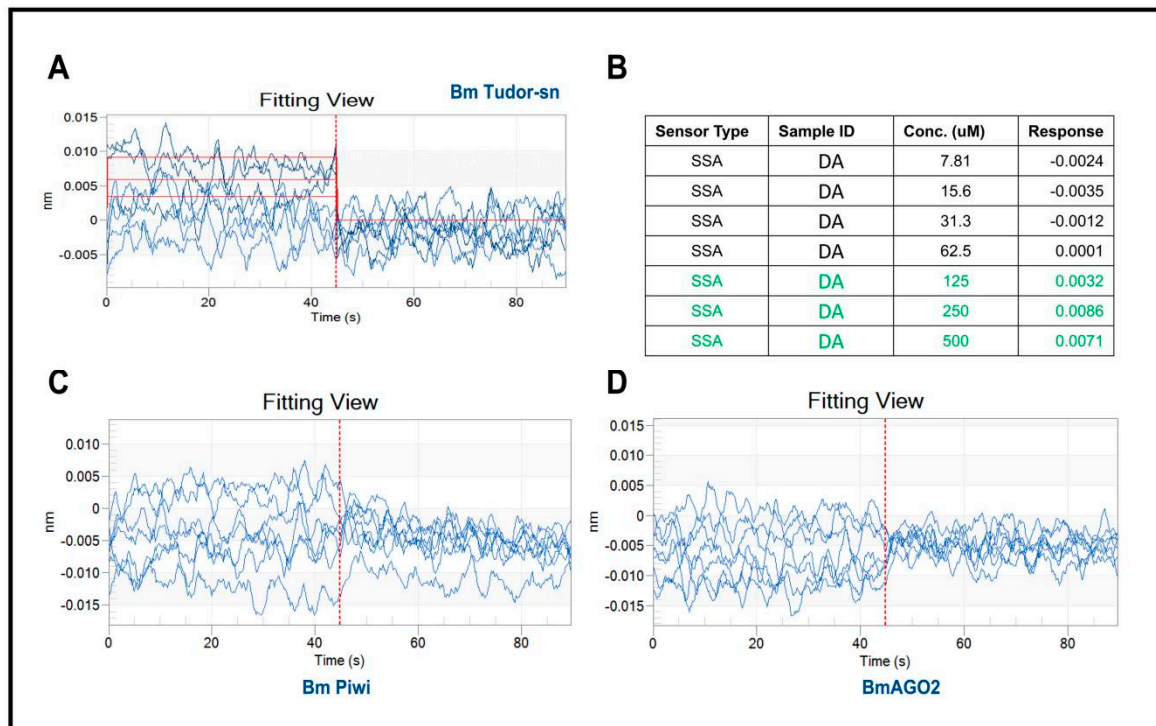 A
Bm Tudor-sn
Fitting View
0.015
0.010
0.005
0
-0.005
nm
0
20
40
60
80
Time (s)
B
Sensor Type Sample ID Conc. (uM) Response
SSA DA 7.81 -0.0024
SSA DA 15.6 -0.0035
SSA DA 31.3 -0.0012
SSA DA 62.5 0.0001
SSA DA 125 0.0032
SSA DA 250 0.0086
SSA DA 500 0.0071
C
Fitting View
0.010
0.005
0
-0.005
-0.010
-0.015
nm
0
20
40
60
80
Time (s)
Bm Piwi
D
Fitting View
0.015
0.010
0.005
0
-0.005
-0.010
-0.015
nm
0
20
40
60
80
Time (s)
BmAGO2